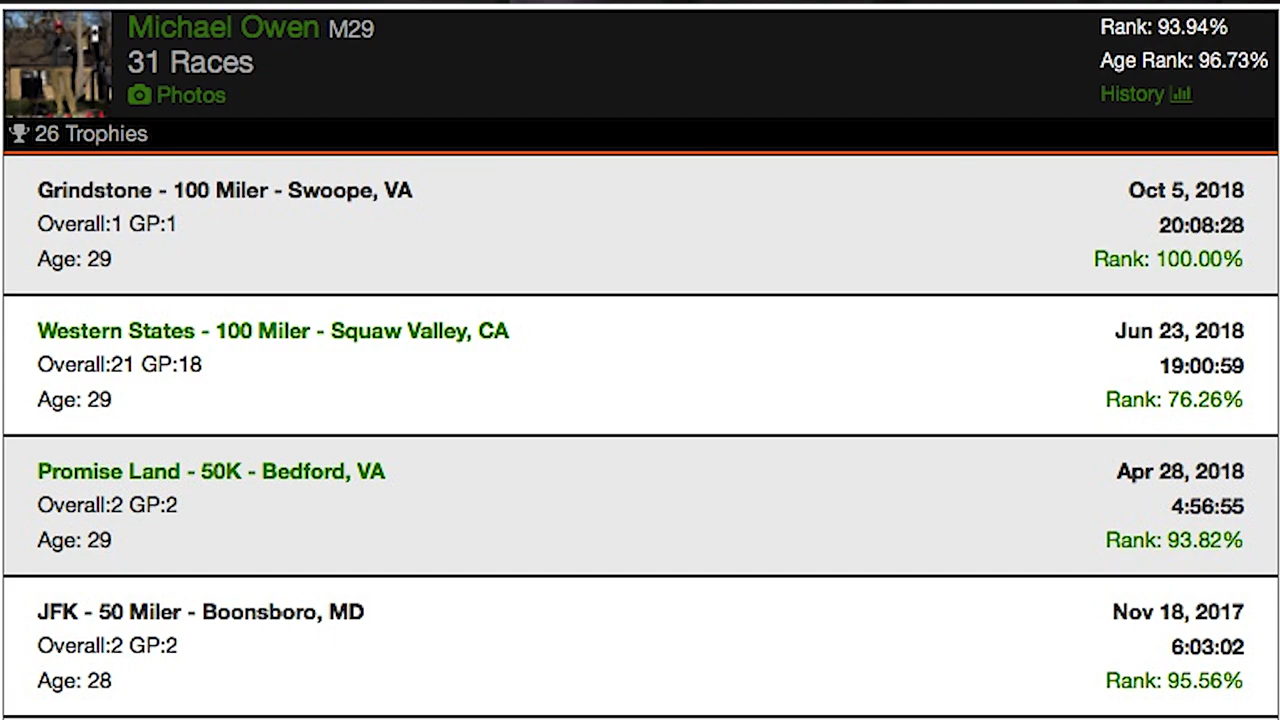 Michael Owen M29
31 Races
Photos
Rank: 93.94%
Age Rank: 96.73%
History
26 Trophies
Grindstone - 100 Miler - Swoope, VA
Oct 5, 2018
Overall:1 GP:1
20:08:28
Age: 29
Rank: 100.00%
Western States - 100 Miler - Squaw Valley, CA
Jun 23, 2018
Overall:21 GP:18
19:00:59
Age: 29
Rank: 76.26%
Promise Land - 50K - Bedford, VA
Apr 28, 2018
Overall:2 GP:2
4:56:55
Age: 29
Rank: 93.82%
JFK - 50 Miler - Boonsboro, MD
Nov 18, 2017
Overall:2 GP:2
6:03:02
Age: 28
Rank: 95.56%